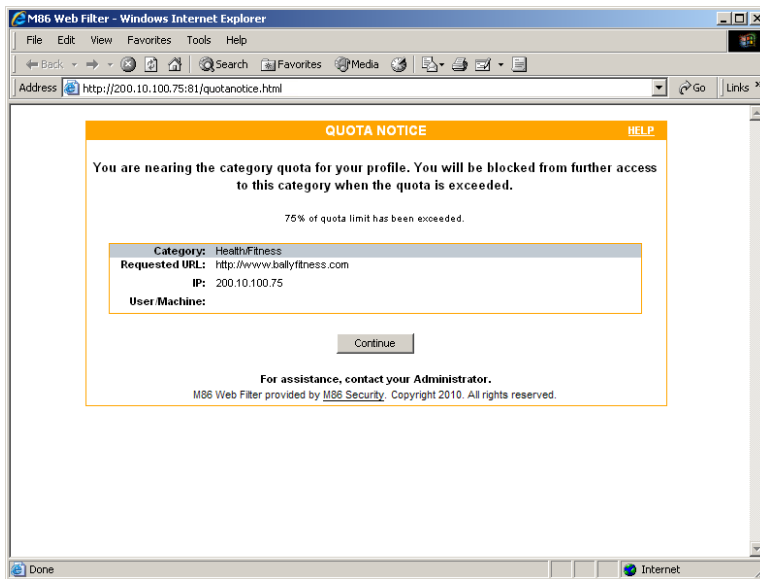 M86 Web Filter - Windows Internet Explorer
File Edit View Favorites Tools Help
Back Search Favorites Media
Address http://200.10.100.75:81/quotanotice.html Go Links »
QUOTA NOTICE HELP
You are nearing the category quota for your profile. You will be blocked from further access
to this category when the quota is exceeded.
75% of quota limit has been exceeded.
Category: Health/Fitness
Requested URL: http://www.ballyfitness.com
IP: 200.10.100.75
User/Machine:
Continue
For assistance, contact your Administrator.
M86 Web Filter provided by M86 Security. Copyright 2010. All rights reserved.
Done Internet